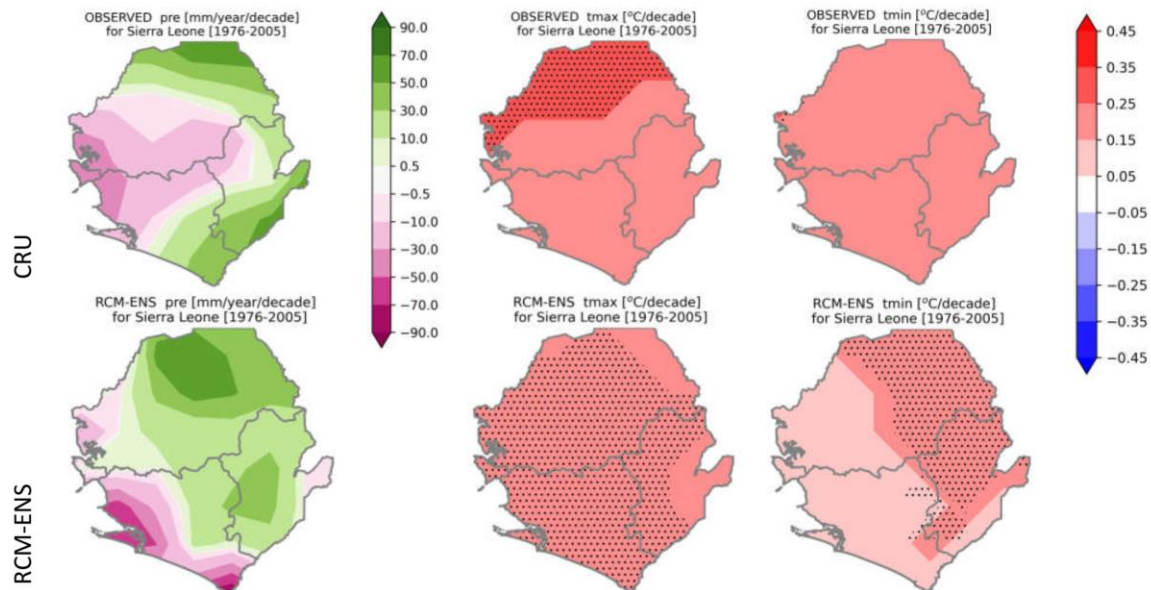 OBSERVED pre [mm/year/decade]
for Sierra Leone [1976-2005]
OBSERVED tmax [°C/decade]
for Sierra Leone [1976-2005]
OBSERVED tmin [°C/decade]
for Sierra Leone [1976-2005]
CRU
90.0
70.0
50.0
30.0
10.0
0.5
−0.5
−10.0
−30.0
−50.0
−70.0
−90.0
0.45
0.35
0.25
0.15
0.05
−0.05
−0.15
−0.25
−0.35
−0.45
RCM-ENS pre [mm/year/decade]
for Sierra Leone [1976-2005]
RCM-ENS tmax [°C/decade]
for Sierra Leone [1976-2005]
RCM-ENS tmin [°C/decade]
for Sierra Leone [1976-2005]
RCM-ENS